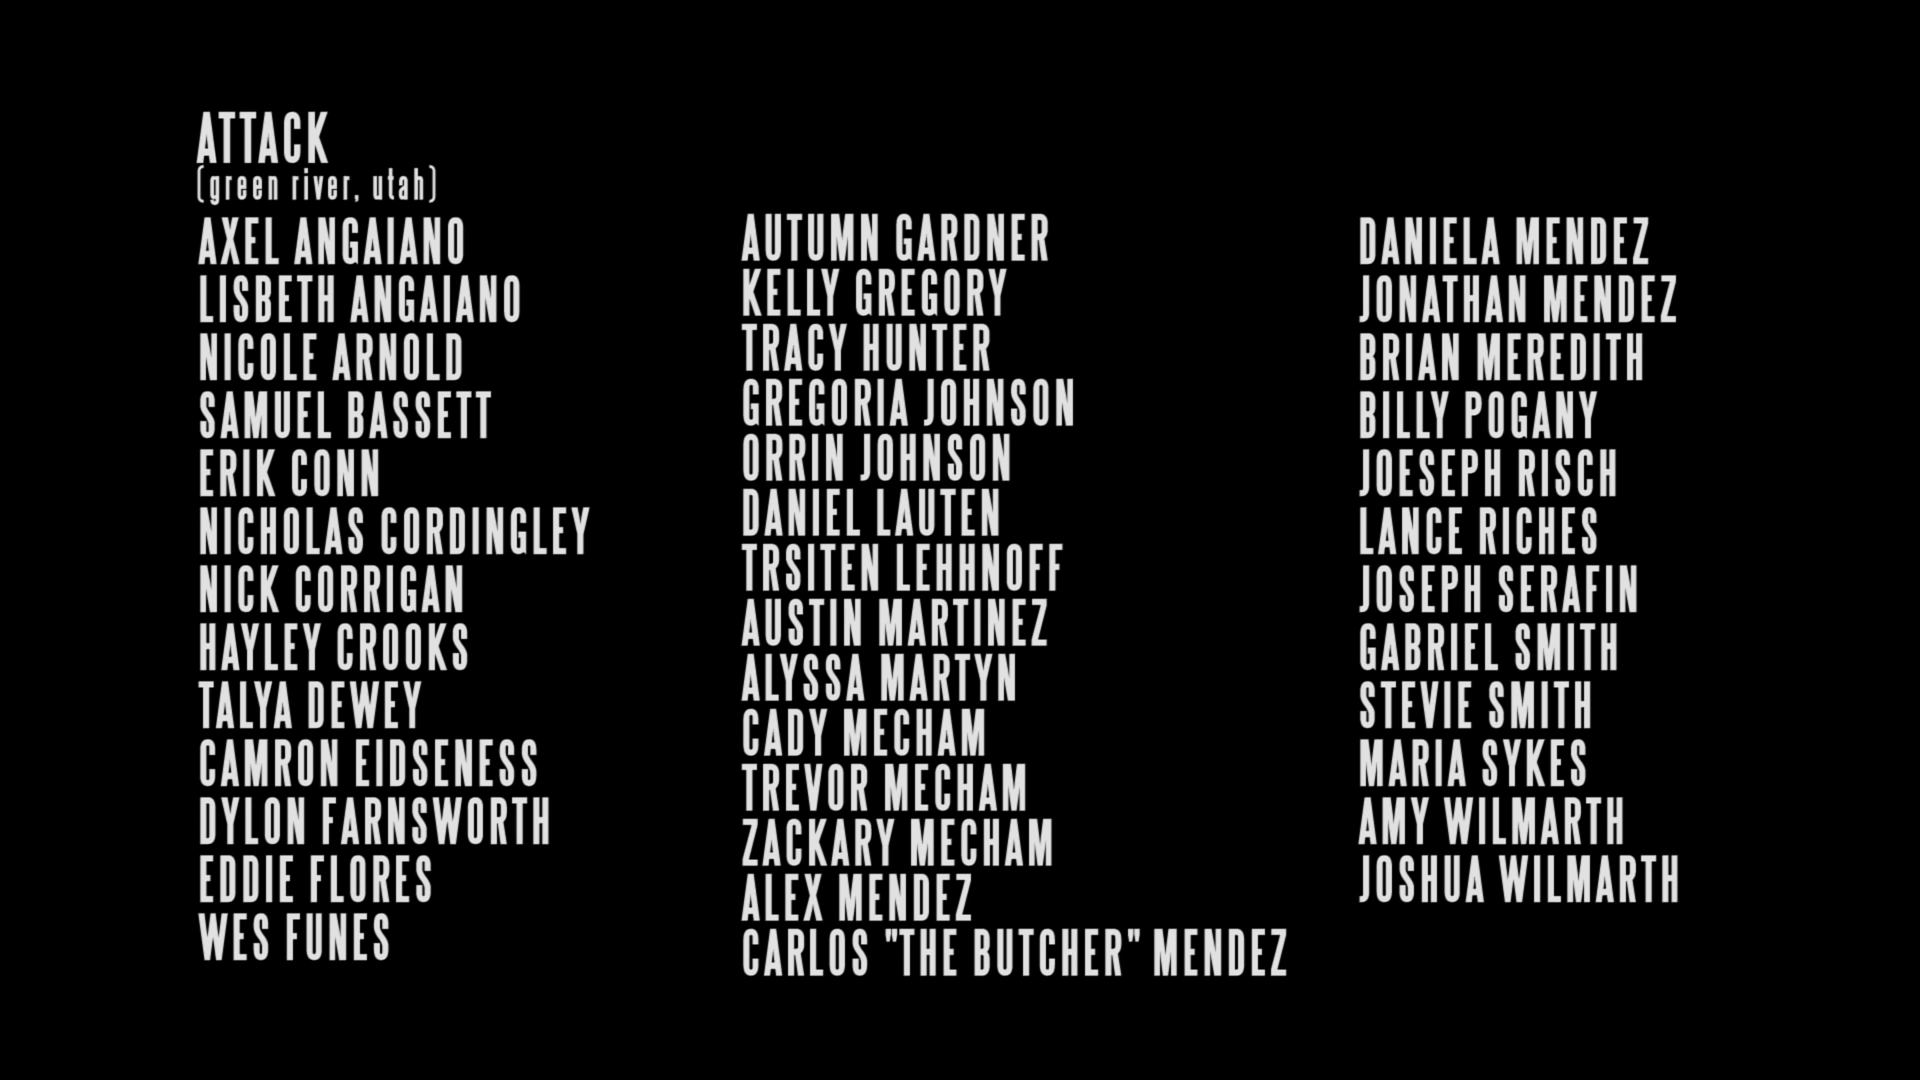 ATTACK
(green river, utah)
AXEL ANGAIANO
LISBETH ANGAIANO
NICOLE ARNOLD
SAMUEL BASSETT
ERIK CONN
NICHOLAS CORDINGLEY
NICK CORRIGAN
HAYLEY CROOKS
TALYA DEWEY
CAMRON EIDSENESS
DYLON FARNSWORTH
EDDIE FLORES
WES FUNES
AUTUMN GARDNER
KELLY GREGORY
TRACY HUNTER
GREGORIA JOHNSON
ORRIN JOHNSON
DANIEL LAUTEN
TRSITEN LEHHNOFF
AUSTIN MARTINEZ
ALYSSA MARTYN
CADY MECHAM
TREVOR MECHAM
ZACKARY MECHAM
ALEX MENDEZ
CARLOS "THE BUTCHER" MENDEZ
DANIELA MENDEZ
JONATHAN MENDEZ
BRIAN MEREDITH
BILLY POGANY
JOESEPH RISCH
LANCE RICHES
JOSEPH SERAFIN
GABRIEL SMITH
STEVIE SMITH
MARIA SYKES
AMY WILMARTH
JOSHUA WILMARTH